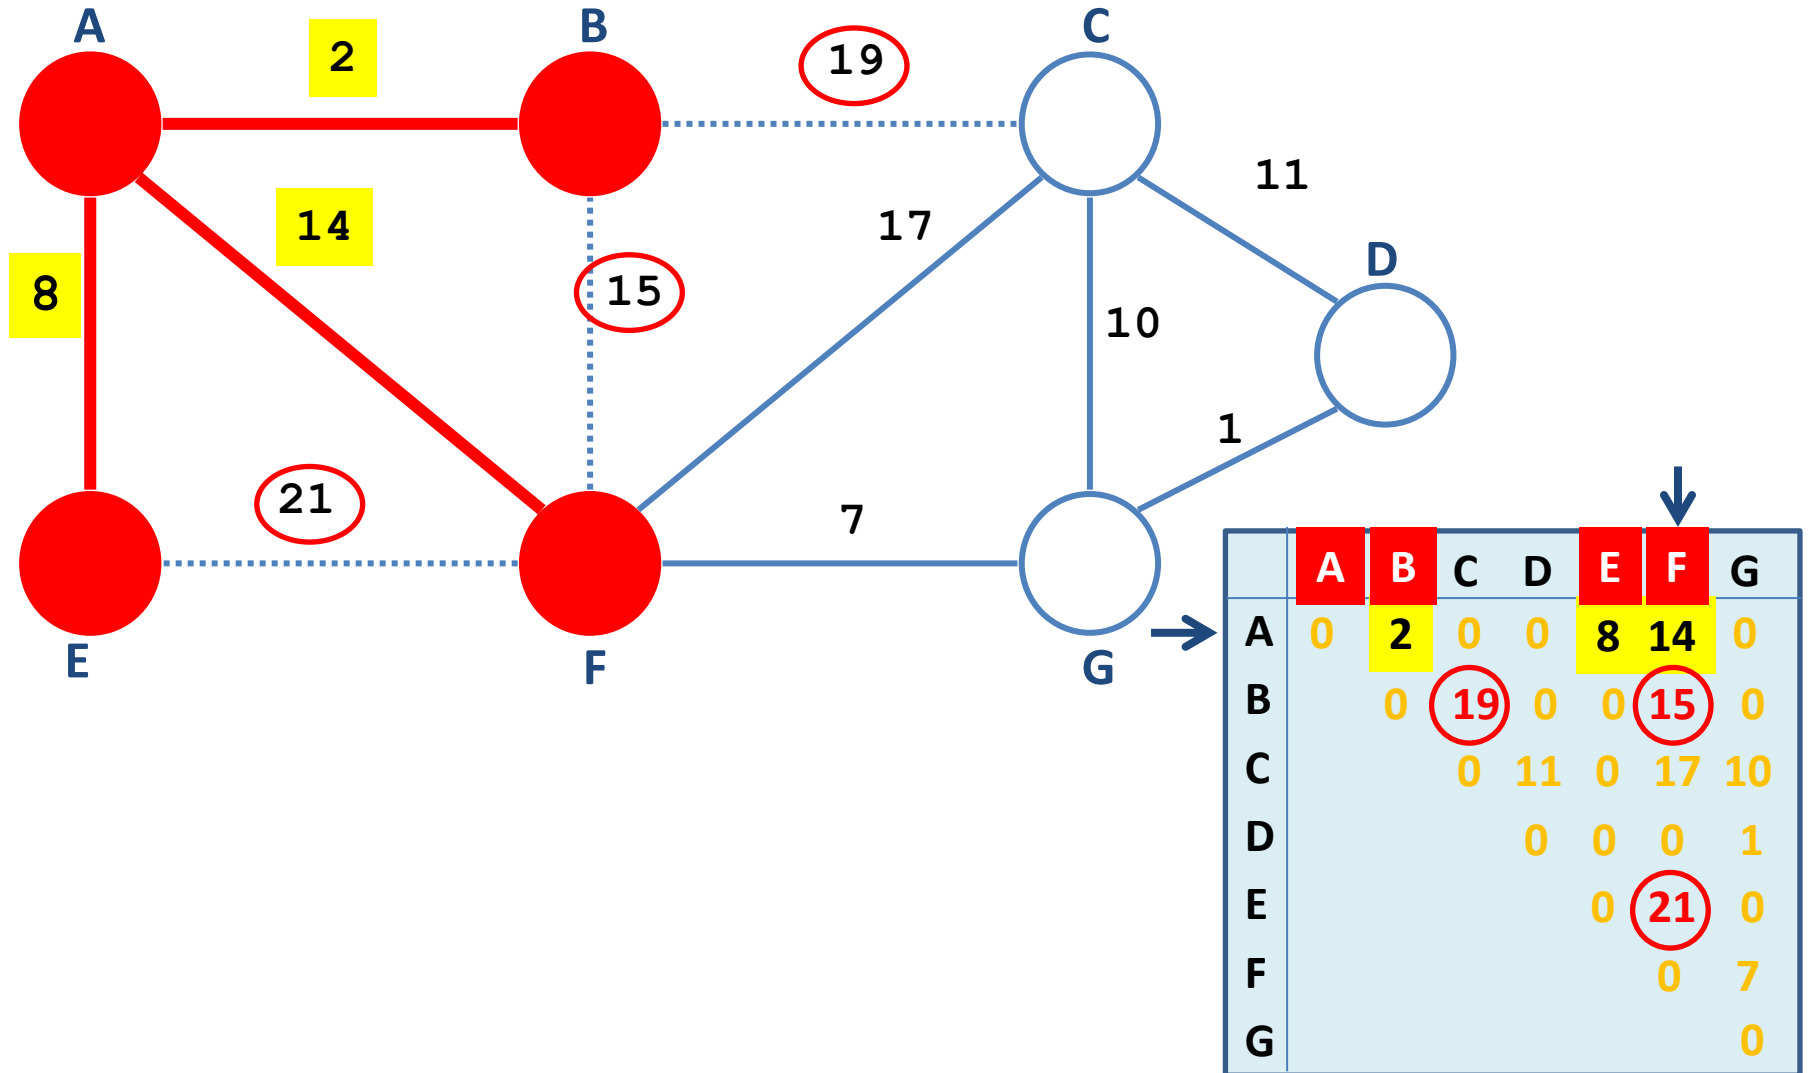 A B C
2 19
11
14 17
D
8 15
10
1
21
7
E F G
A B C D E F G
A 0 2 0 0 8 14 0
B 0 19 0 0 15 0
C 0 11 0 17 10
D 0 0 0 1
E 0 21 0
F 0 7
G 0